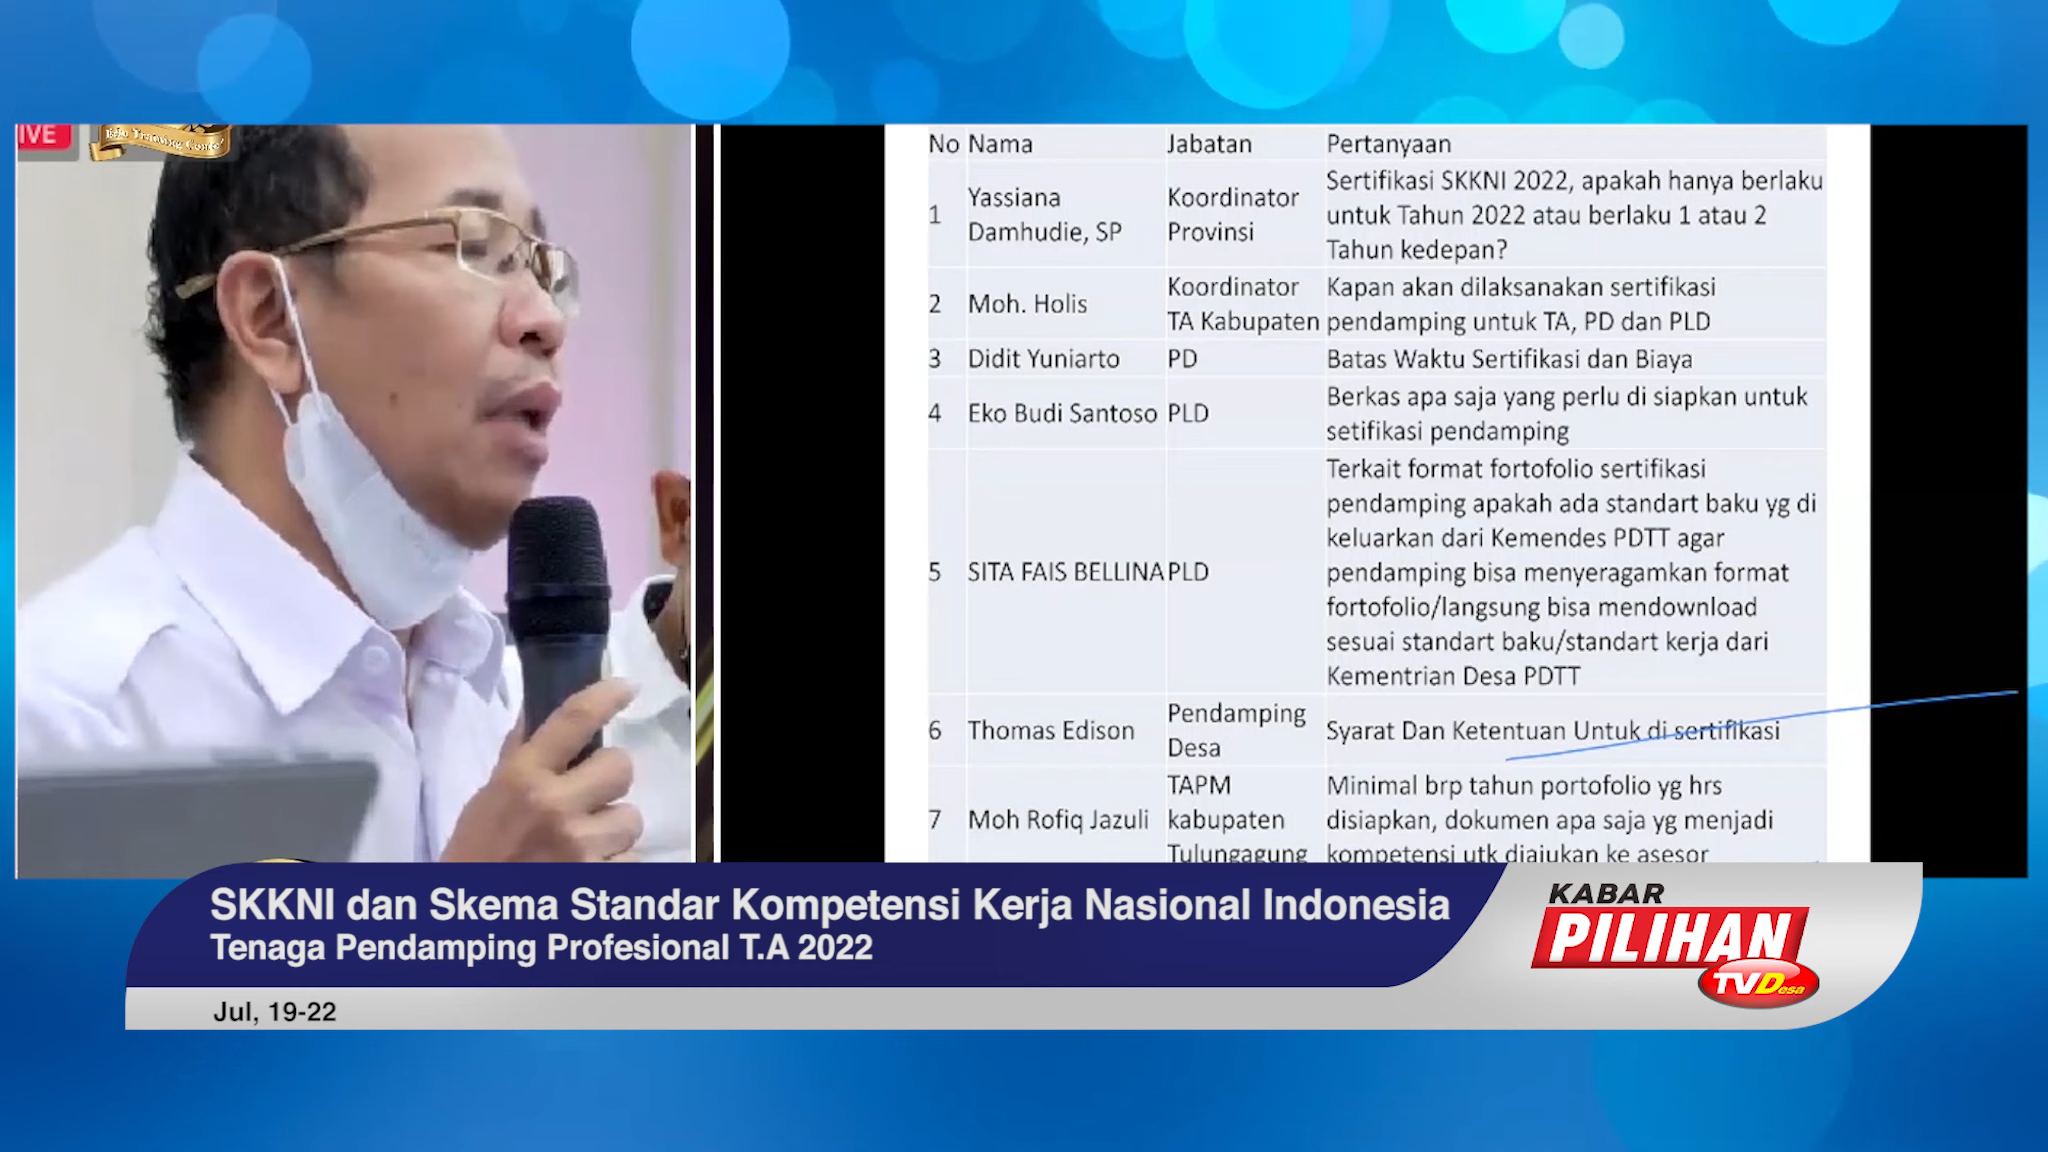 IVE
No Nama Jabatan Pertanyaan
1 Yassiana Damhudie, SP Koordinator Provinsi Sertifikasi SKKNI 2022, apakah hanya berlaku
untuk Tahun 2022 atau berlaku 1 atau 2
Tahun kedepan?
2 Moh. Holis Koordinator TA Kabupaten Kapan akan dilaksanakan sertifikasi
pendamping untuk TA, PD dan PLD
3 Didit Yuniarto PD Batas Waktu Sertifikasi dan Biaya
4 Eko Budi Santoso PLD Berkas apa saja yang perlu di siapkan untuk
setifikasi pendamping
5 SITA FAIS BELLINA PLD Terkait format fortofolio sertifikasi
pendamping apakah ada standart baku yg di
keluarkan dari Kemendes PDTT agar
pendamping bisa menyeragamkan format
fortofolio/langsung bisa mendownload
sesuai standart baku/standart kerja dari
Kementrian Desa PDTT
6 Thomas Edison Pendamping Desa Syarat Dan Ketentuan Untuk di sertifikasi
7 Moh Rofiq Jazuli TAPM kabupaten Tulungagung Minimal brp tahun portofolio yg hrs
disiapkan, dokumen apa saja yg menjadi
kompetensi utk diajukan ke asesor
SKKNI dan Skema Standar Kompetensi Kerja Nasional Indonesia
Tenaga Pendamping Profesional T.A 2022
Jul, 19-22
KABAR
PILIHAN
TVDesa